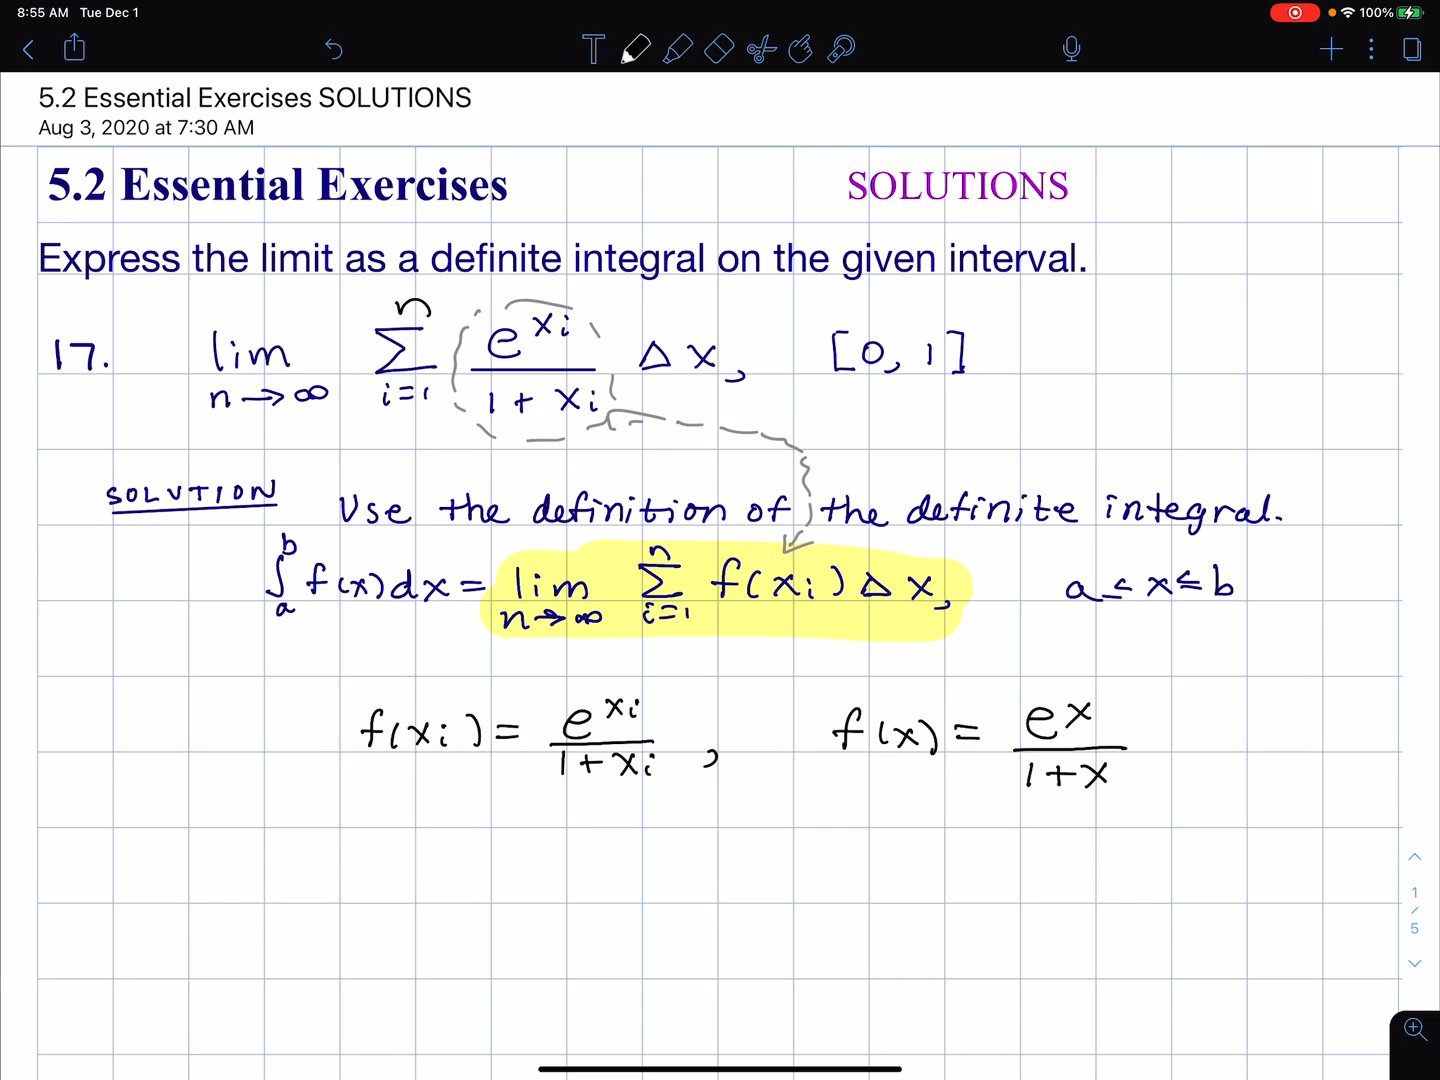 8:55 AM Tue Dec 1 100%
5.2 Essential Exercises SOLUTIONS
Aug 3, 2020 at 7:30 AM
5.2 Essential Exercises SOLUTIONS
Express the limit as a definite integral on the given interval.
17. lim n→∞ Σ i=1 n e^xi / (1 + xi) Δx, [0, 1]
SOLUTION Use the definition of the definite integral.
∫ a b f(x)dx = lim n→∞ Σ i=1 n f(xi) Δx, a ≤ x ≤ b
f(xi) = e^xi / (1 + xi) , f(x) = e^x / (1 + x)
1 / 5